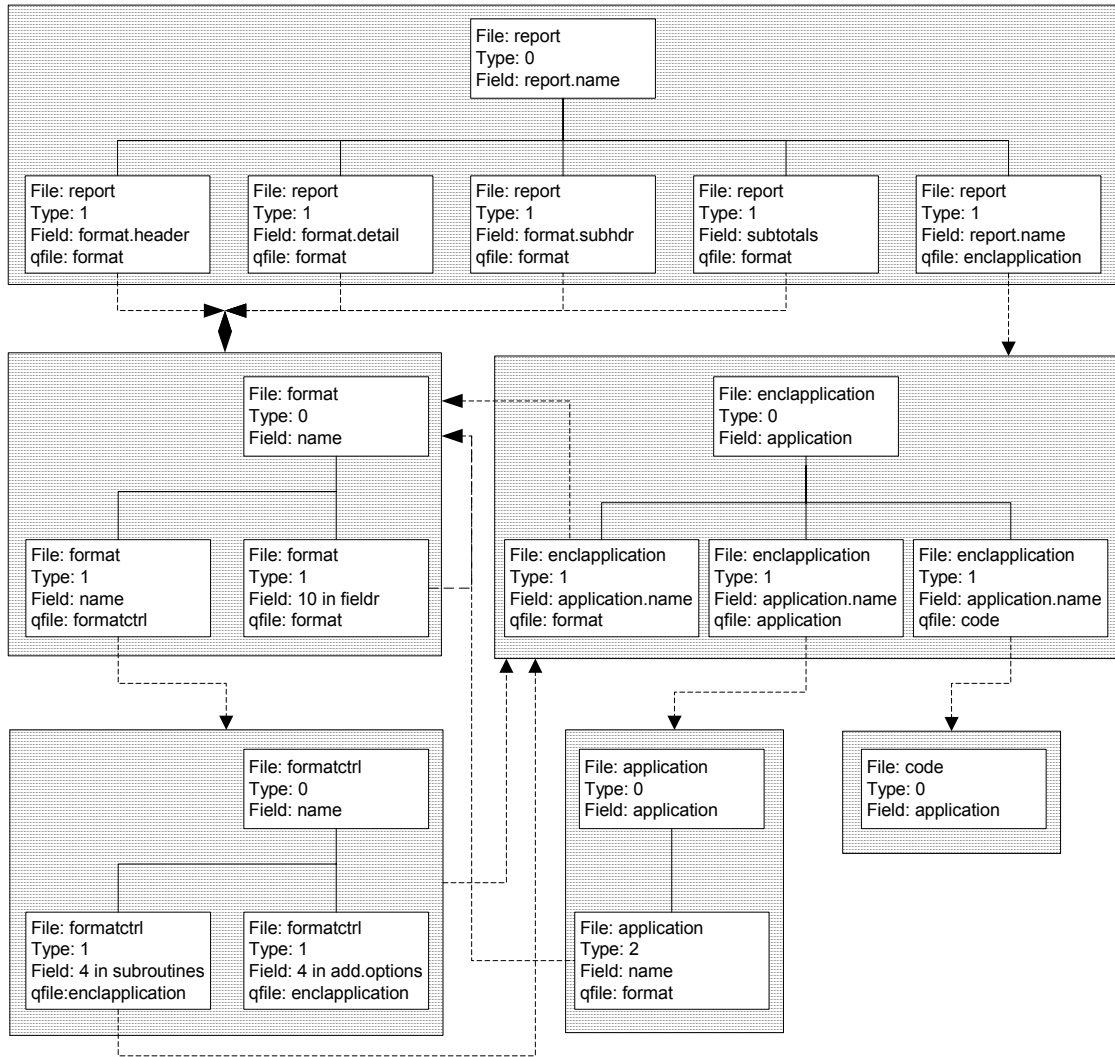 File: report
Type: 0
Field: report.name
File: report
Type: 1
Field: format.header
qfile: format
File: report
Type: 1
Field: format.detail
qfile: format
File: report
Type: 1
Field: format.subhdr
qfile: format
File: report
Type: 1
Field: subtotals
qfile: format
File: report
Type: 1
Field: report.name
qfile: enclapplication
File: format
Type: 0
Field: name
File: enclapplication
Type: 0
Field: application
File: format
Type: 1
Field: name
qfile: formatctrl
File: format
Type: 1
Field: 10 in fieldr
qfile: format
File: enclapplication
Type: 1
Field: application.name
qfile: format
File: enclapplication
Type: 1
Field: application.name
qfile: application
File: enclapplication
Type: 1
Field: application.name
qfile: code
File: formatctrl
Type: 0
Field: name
File: application
Type: 0
Field: application
File: code
Type: 0
Field: application
File: formatctrl
Type: 1
Field: 4 in subroutines
qfile:enclapplication
File: formatctrl
Type: 1
Field: 4 in add.options
qfile: enclapplication
File: application
Type: 2
Field: name
qfile: format